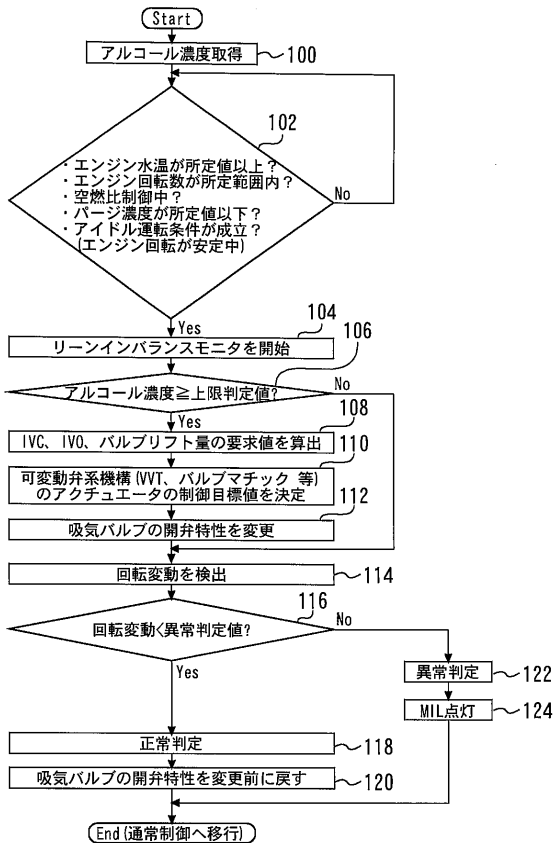 Start
アルコール濃度取得
100
102
・エンジン水温が所定値以上?
・エンジン回転数が所定範囲内?
・空燃比制御中?
・パージ濃度が所定値以下?
・アイドル運転条件が成立?
(エンジン回転が安定中)
No
Yes
104
リーンインバランスモニタを開始
106
アルコール濃度≧上限判定値?
No
Yes
108
IVC、IVO、バルブリフト量の要求値を算出
110
可変動弁系機構(VVT、バルブマチック 等)
のアクチュエータの制御目標値を決定
112
吸気バルブの開弁特性を変更
回転変動を検出
114
116
回転変動<異常判定値?
No
Yes
異常判定
122
MIL点灯
124
正常判定
118
吸気バルブの開弁特性を変更前に戻す
120
End(通常制御へ移行)